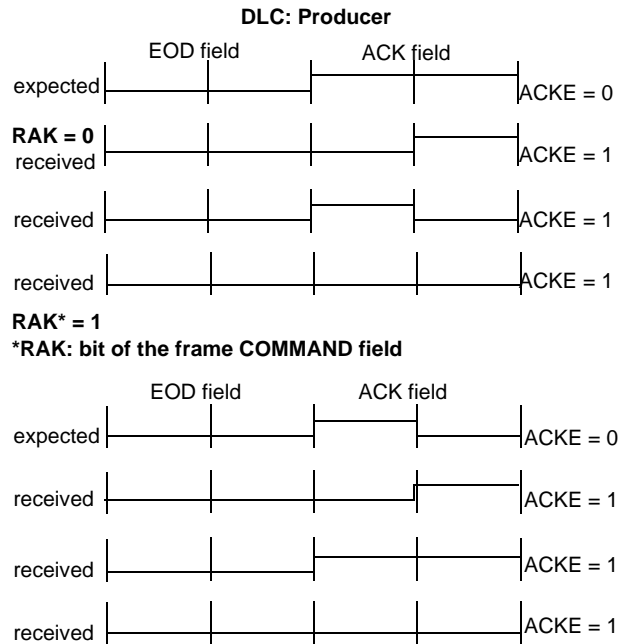 DLC: Producer
EOD field ACK field
expected ACKE = 0
RAK = 0
received ACKE = 1
received ACKE = 1
received ACKE = 1
RAK* = 1
*RAK: bit of the frame COMMAND field
EOD field ACK field
expected ACKE = 0
received ACKE = 1
received ACKE = 1
received ACKE = 1